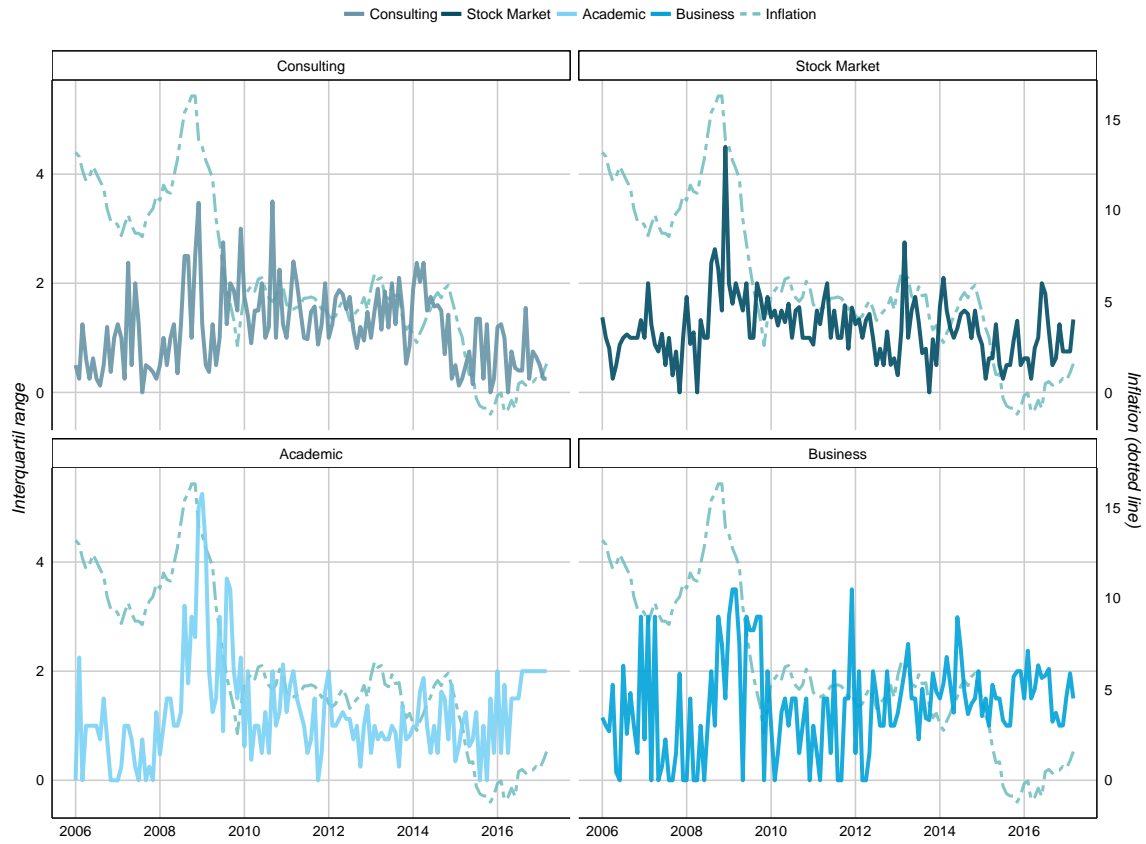 Consulting Stock Market Academic Business Inflation
Consulting
Stock Market
4
2
0
15
10
5
0
Interquartil range
Inflation (dotted line)
Academic
Business
4
2
0
15
10
5
0
2006 2008 2010 2012 2014 2016
2006 2008 2010 2012 2014 2016